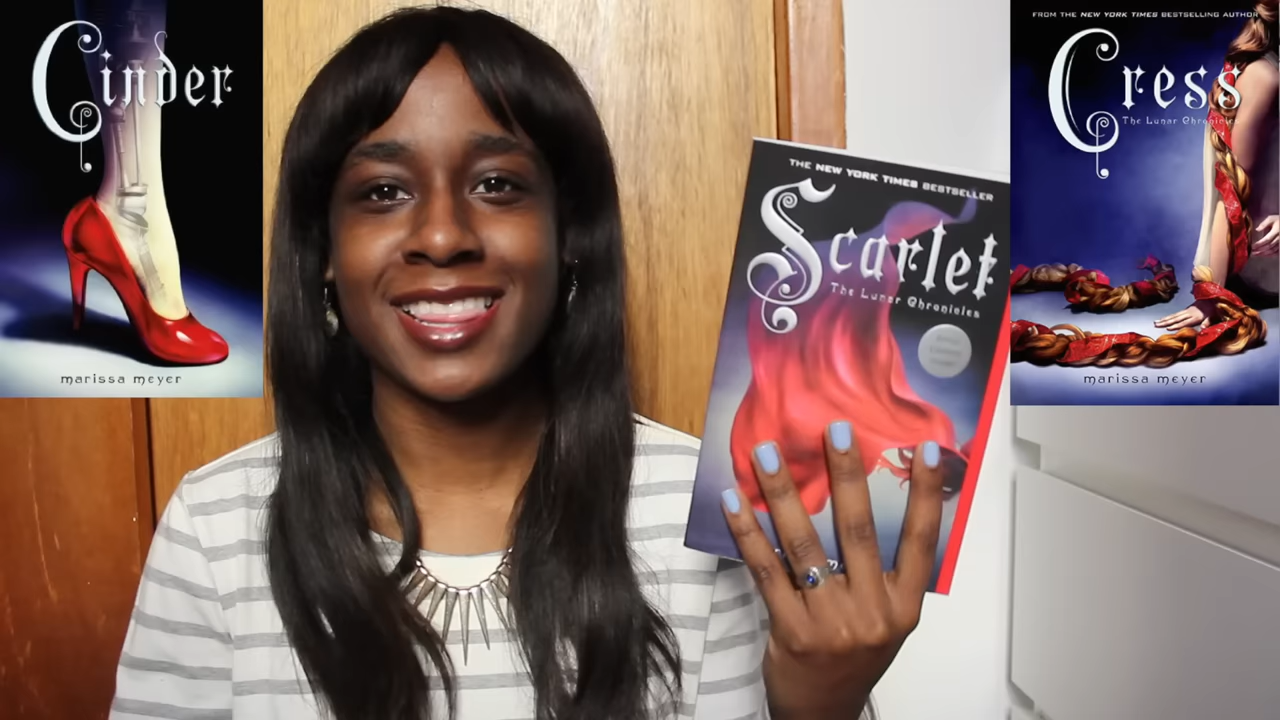 Cinder
marissa meyer
THE NEW YORK TIMES BESTSELLER
Scarlet
The Lunar Chronicles
FROM THE NEW YORK TIMES BESTSELLING AUTHOR
Cress
The Lunar Chronicles
marissa meyer